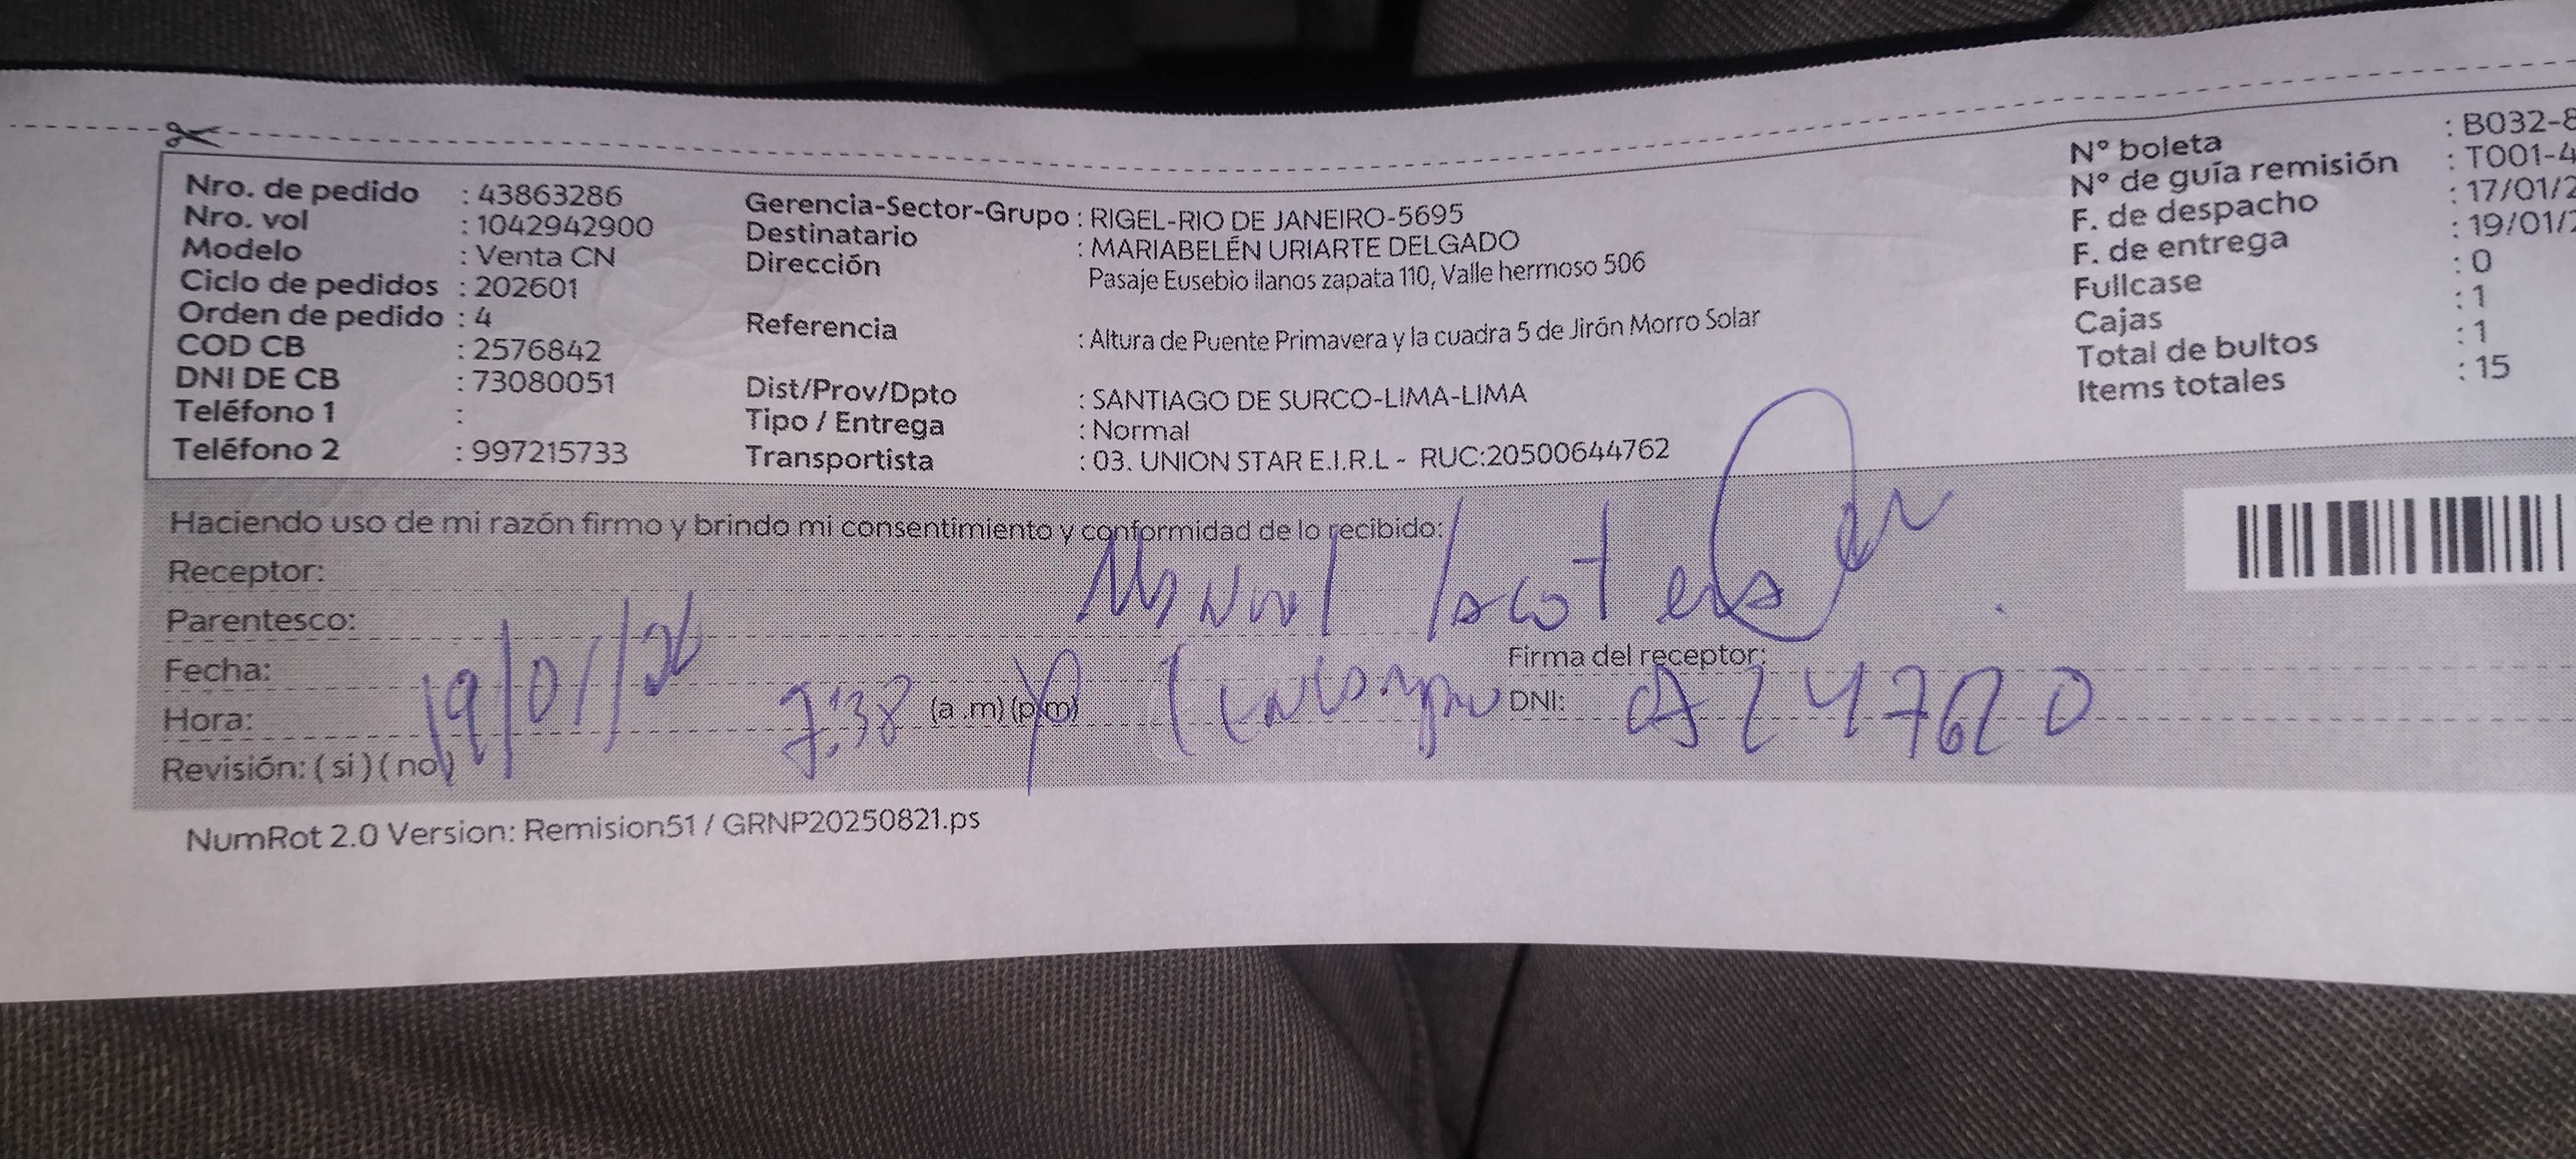 Nro. de pedido : 43863286
Nro. vol : 1042942900
Modelo : Venta CN
Ciclo de pedidos : 202601
Orden de pedido : 4
COD CB : 2576842
DNI DE CB : 73080051
Teléfono 1 :
Teléfono 2 : 997215733
Gerencia-Sector-Grupo : RIGEL-RIO DE JANEIRO-5695
Destinatario : MARIABELÉN URIARTE DELGADO
Dirección Pasaje Eusebio llanos zapata 110, Valle hermoso 506
Referencia : Altura de Puente Primavera y la cuadra 5 de Jirón Morro Solar
Dist/Prov/Dpto : SANTIAGO DE SURCO-LIMA-LIMA
Tipo / Entrega : Normal
Transportista : 03. UNION STAR E.I.R.L - RUC:20500644762
N° boleta : B032-8
N° de guía remisión : T001-4
F. de despacho : 17/01/2
F. de entrega : 19/01/2
Fullcase : 0
Cajas : 1
Total de bultos : 1
Items totales : 15
Haciendo uso de mi razón firmo y brindo mi consentimiento y conformidad de lo recibido:
Receptor:
Parentesco:
Fecha: 19/01/26
Firma del receptor:
Hora: 7:38 (a .m) (p.m) DNI:
Revisión: ( si ) ( no )
NumRot 2.0 Version: Remision51 / GRNP20250821.ps